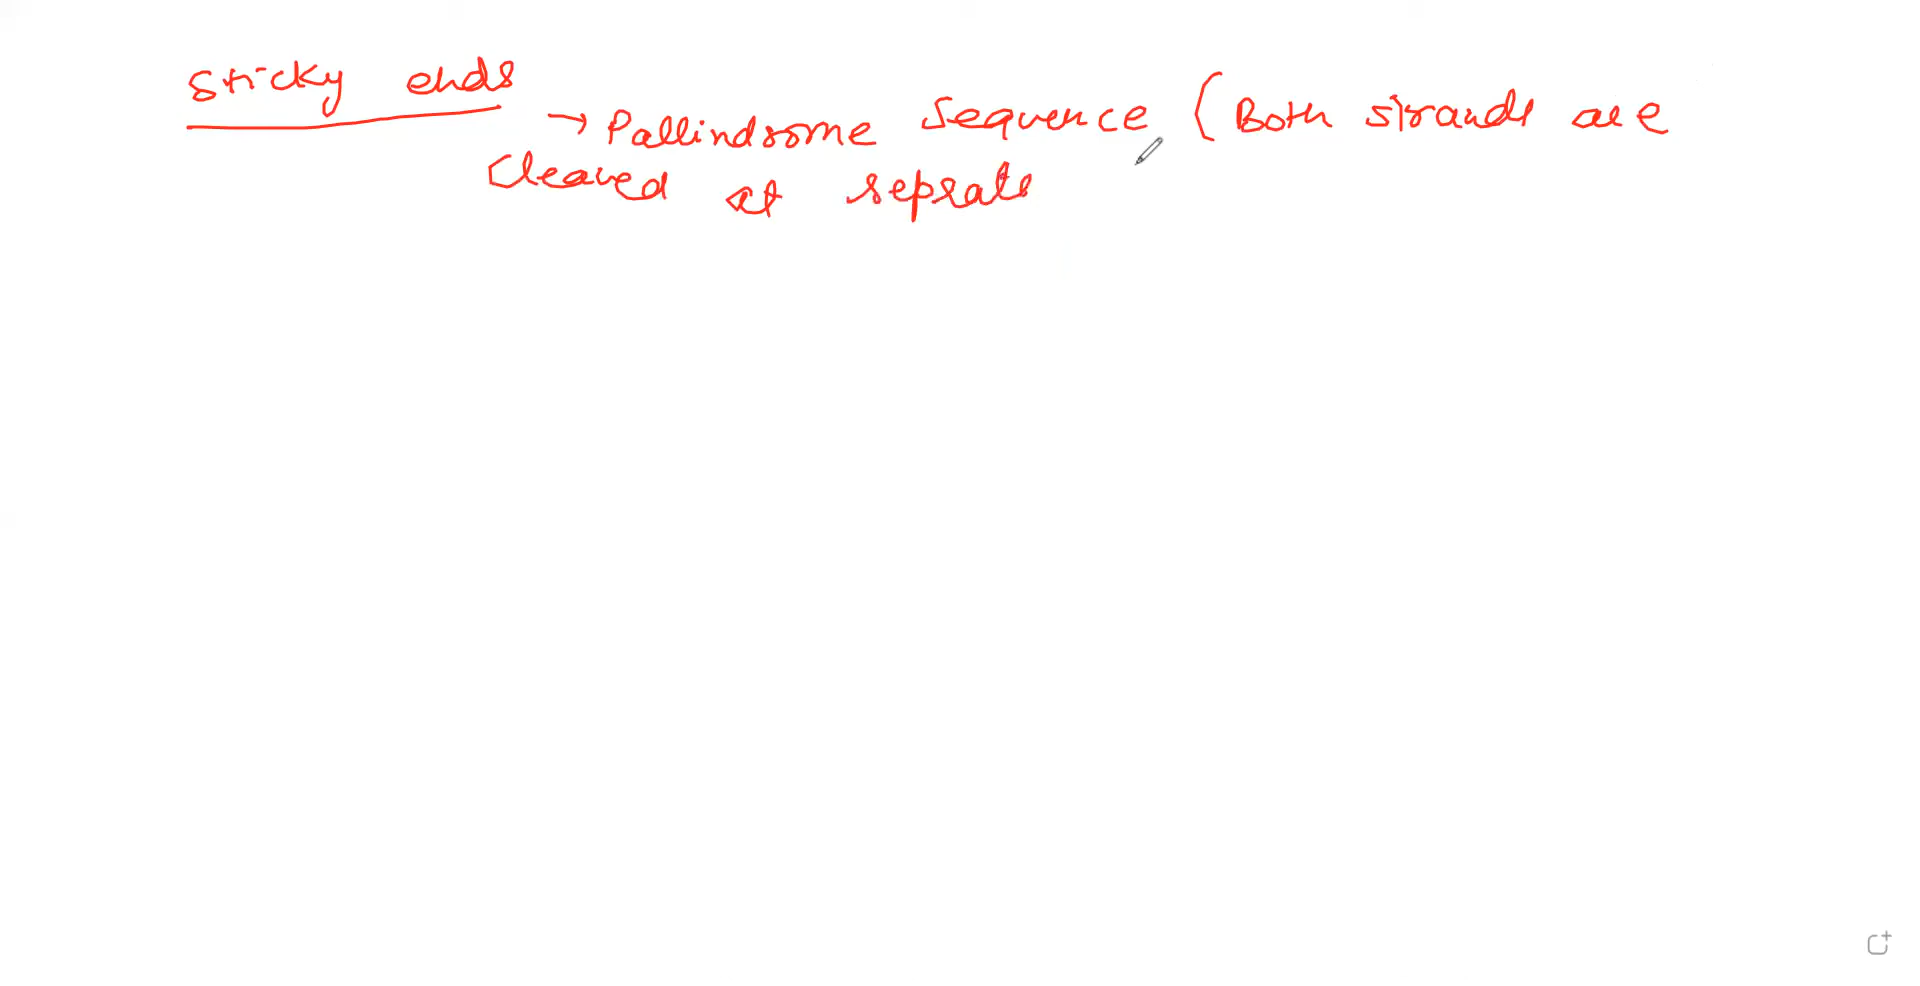 Sticky ends
→ Pallindrome Sequence (Both strands are
Cleaved at seprate